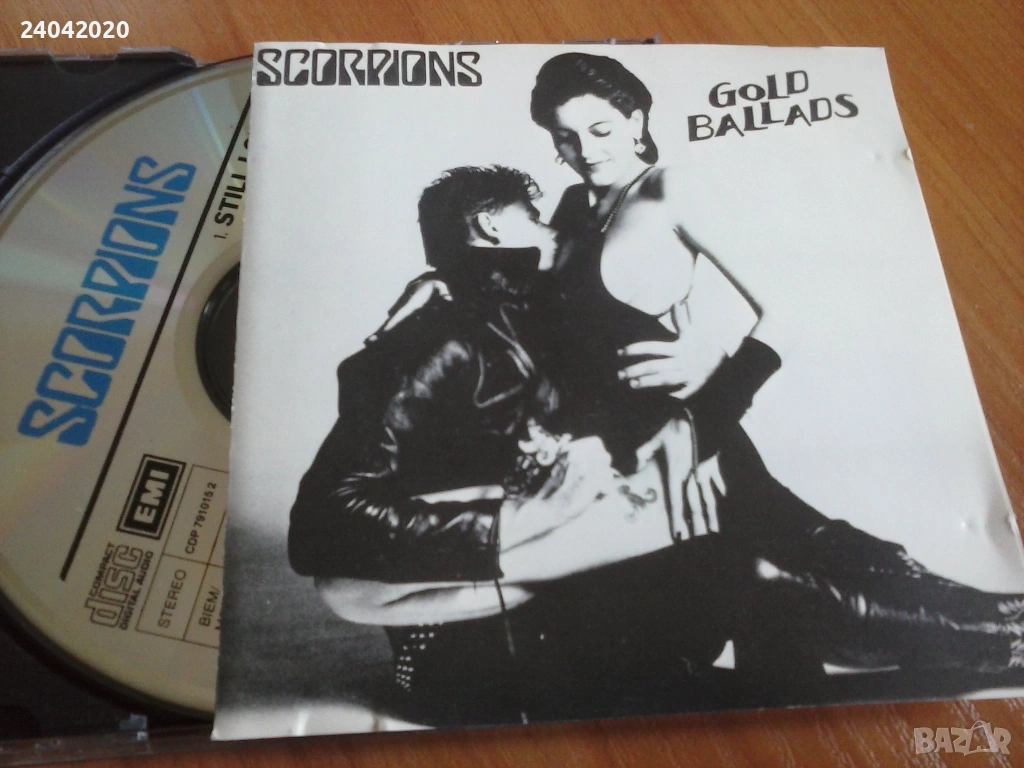 24042020
SCORPIONS
GOLD
BALLADS
SCORPIONS
1. STILL
EMI
CDP 791015 2
COMPACT
disc
DIGITAL AUDIO
STEREO
BIEM/
BAZAR